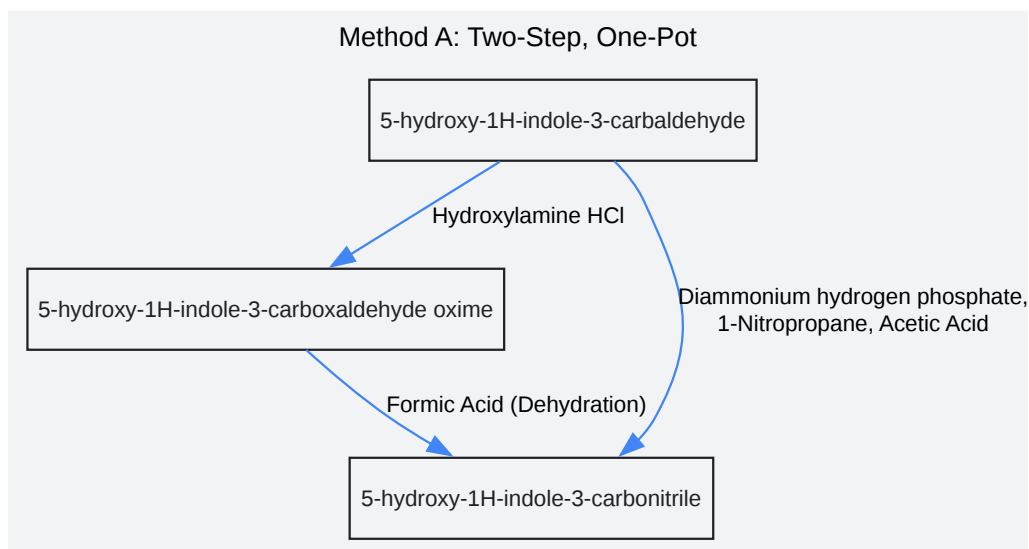 Method A: Two-Step, One-Pot
5-hydroxy-1H-indole-3-carbaldehyde
Hydroxylamine HCl
5-hydroxy-1H-indole-3-carboxaldehyde oxime
Diammonium hydrogen phosphate,
1-Nitropropane, Acetic Acid
Formic Acid (Dehydration)
5-hydroxy-1H-indole-3-carbonitrile